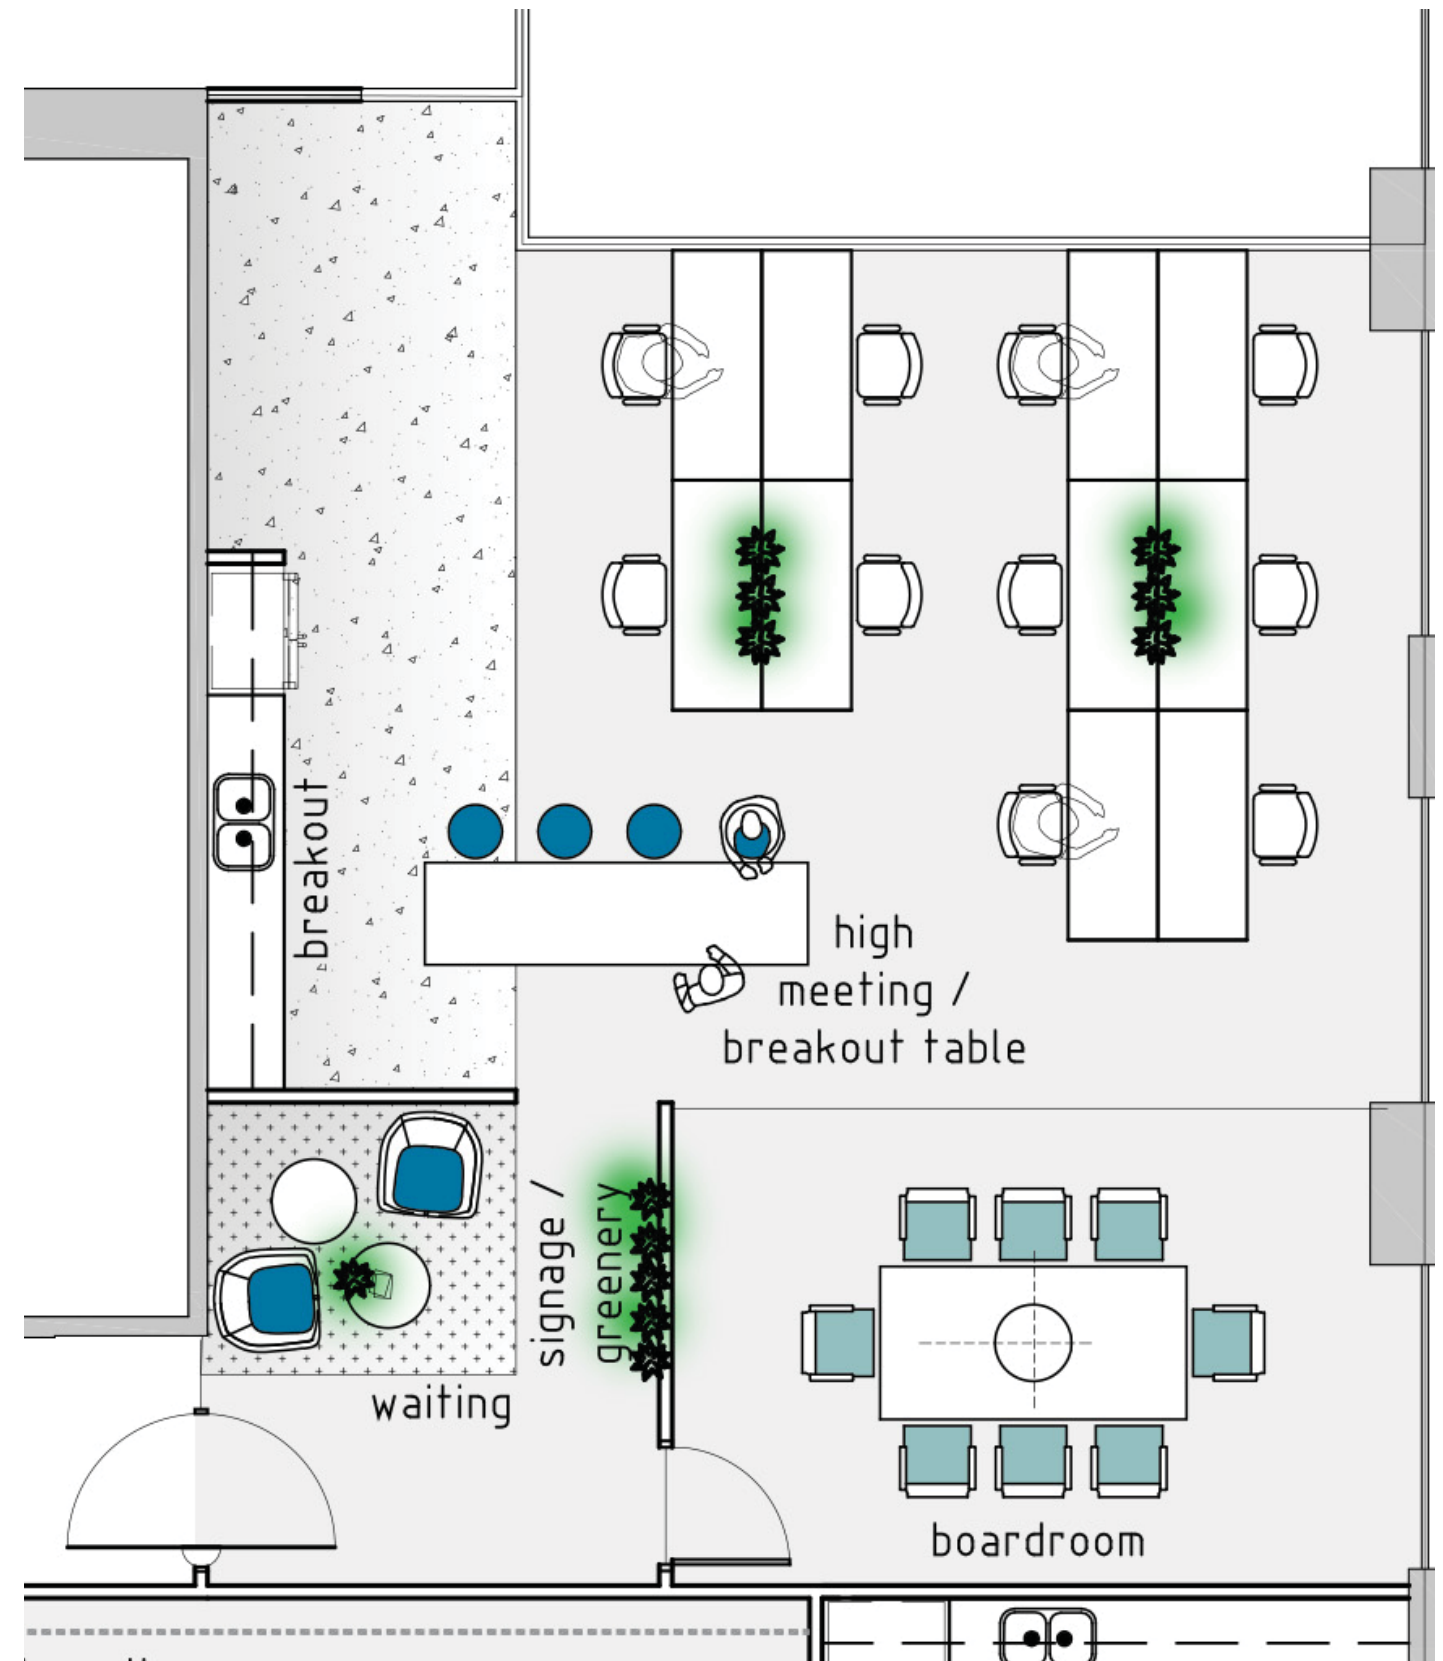 breakout
high
meeting /
breakout table
signage /
greenery
waiting
boardroom